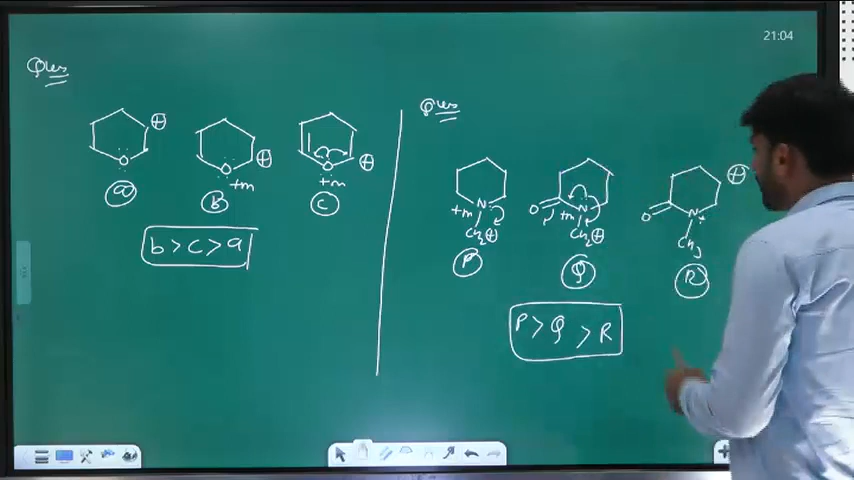 21:04
Ques
⊕
O
a
O
⊕
+m
B
O
⊕
+m
C
b > c > a
Ques
N
+m
CH2⊕
P
O
N
+m
CH2⊕
Q
⊕
O
N
CH3
R
P > Q > R